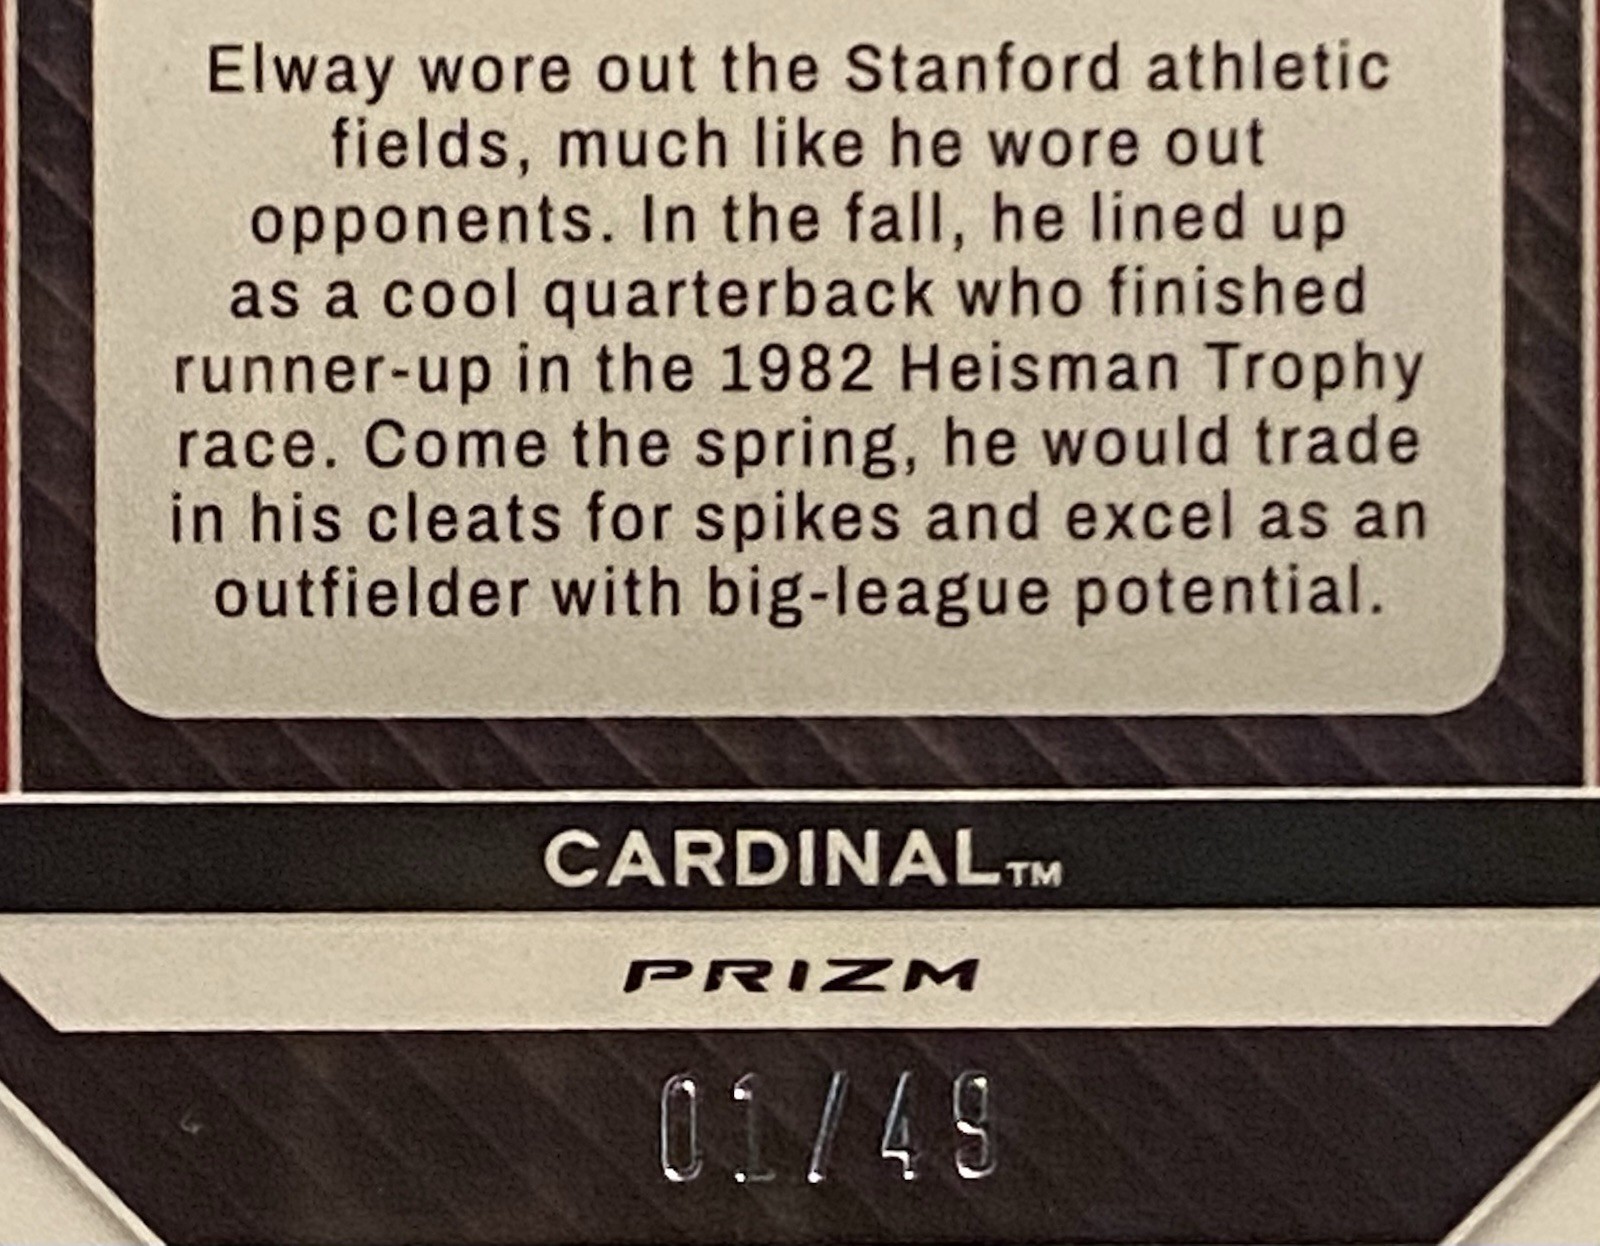 Elway wore out the Stanford athletic
fields, much like he wore out
opponents. In the fall, he lined up
as a cool quarterback who finished
runner-up in the 1982 Heisman Trophy
race. Come the spring, he would trade
in his cleats for spikes and excel as an
outfielder with big-league potential.
CARDINAL™
PRIZM
01/49